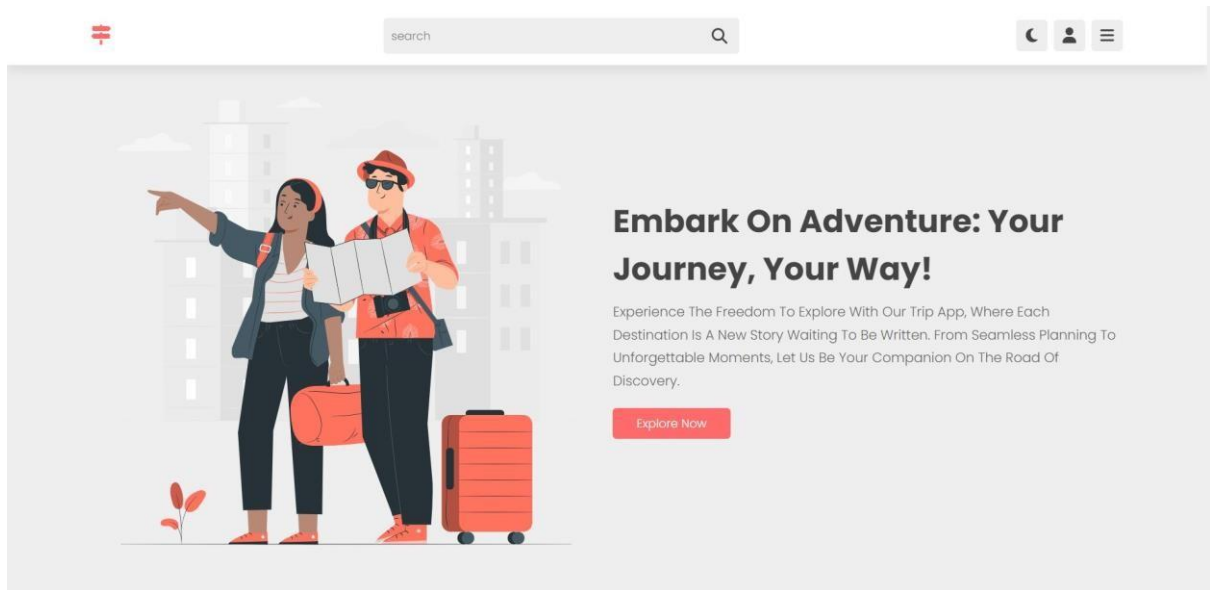 search
Embark On Adventure: Your
Journey, Your Way!
Experience The Freedom To Explore With Our Trip App, Where Each
Destination Is A New Story Waiting To Be Written. From Seamless Planning To
Unforgettable Moments, Let Us Be Your Companion On The Road Of
Discovery.
Explore Now